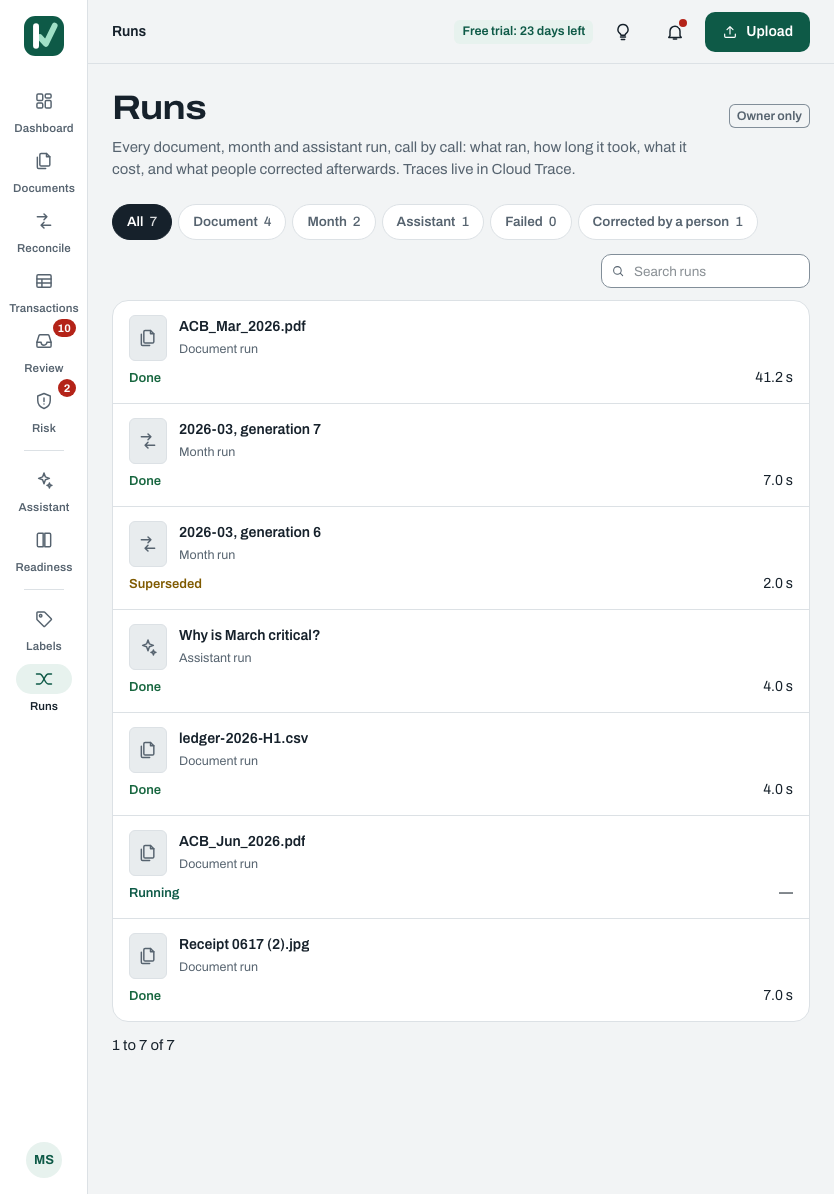 Runs
Free trial: 23 days left
Upload
Dashboard
Documents
Reconcile
Transactions
10
Review
2
Risk
Assistant
Readiness
Labels
Runs
MS
Runs
Owner only
Every document, month and assistant run, call by call: what ran, how long it took, what it
cost, and what people corrected afterwards. Traces live in Cloud Trace.
All 7
Document 4
Month 2
Assistant 1
Failed 0
Corrected by a person 1
Search runs
ACB_Mar_2026.pdf
Document run
Done 41.2 s
2026-03, generation 7
Month run
Done 7.0 s
2026-03, generation 6
Month run
Superseded 2.0 s
Why is March critical?
Assistant run
Done 4.0 s
ledger-2026-H1.csv
Document run
Done 4.0 s
ACB_Jun_2026.pdf
Document run
Running —
Receipt 0617 (2).jpg
Document run
Done 7.0 s
1 to 7 of 7